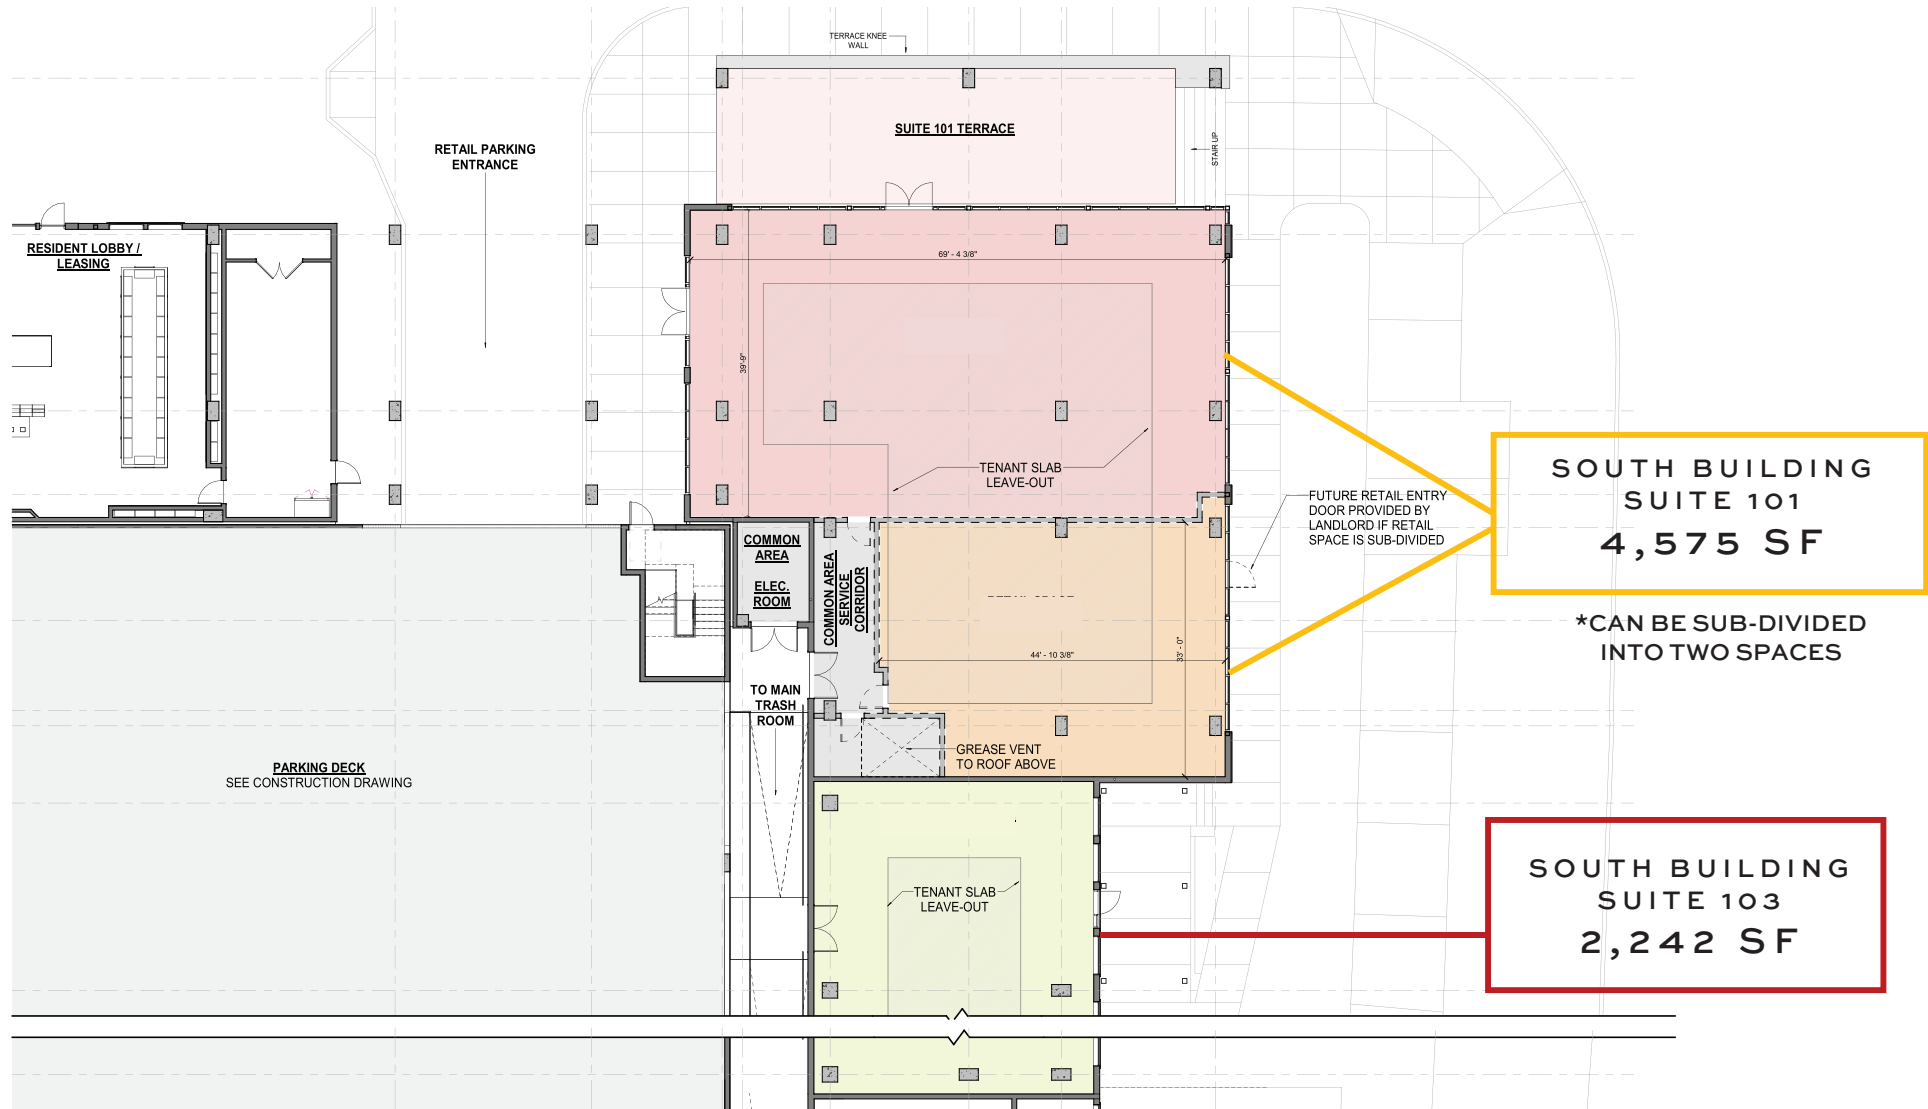 TERRACE KNEE
WALL
SUITE 101 TERRACE
STAIR UP
RETAIL PARKING
ENTRANCE
RESIDENT LOBBY /
LEASING
69' - 4 3/8"
39'-9"
TENANT SLAB
LEAVE-OUT
FUTURE RETAIL ENTRY
DOOR PROVIDED BY
LANDLORD IF RETAIL
SPACE IS SUB-DIVIDED
SOUTH BUILDING
SUITE 101
4,575 SF
*CAN BE SUB-DIVIDED
INTO TWO SPACES
COMMON
AREA
ELEC.
ROOM
COMMON AREA
SERVICE
CORRIDOR
44' - 10 3/8"
33' - 0"
TO MAIN
TRASH
ROOM
GREASE VENT
TO ROOF ABOVE
PARKING DECK
SEE CONSTRUCTION DRAWING
TENANT SLAB
LEAVE-OUT
SOUTH BUILDING
SUITE 103
2,242 SF